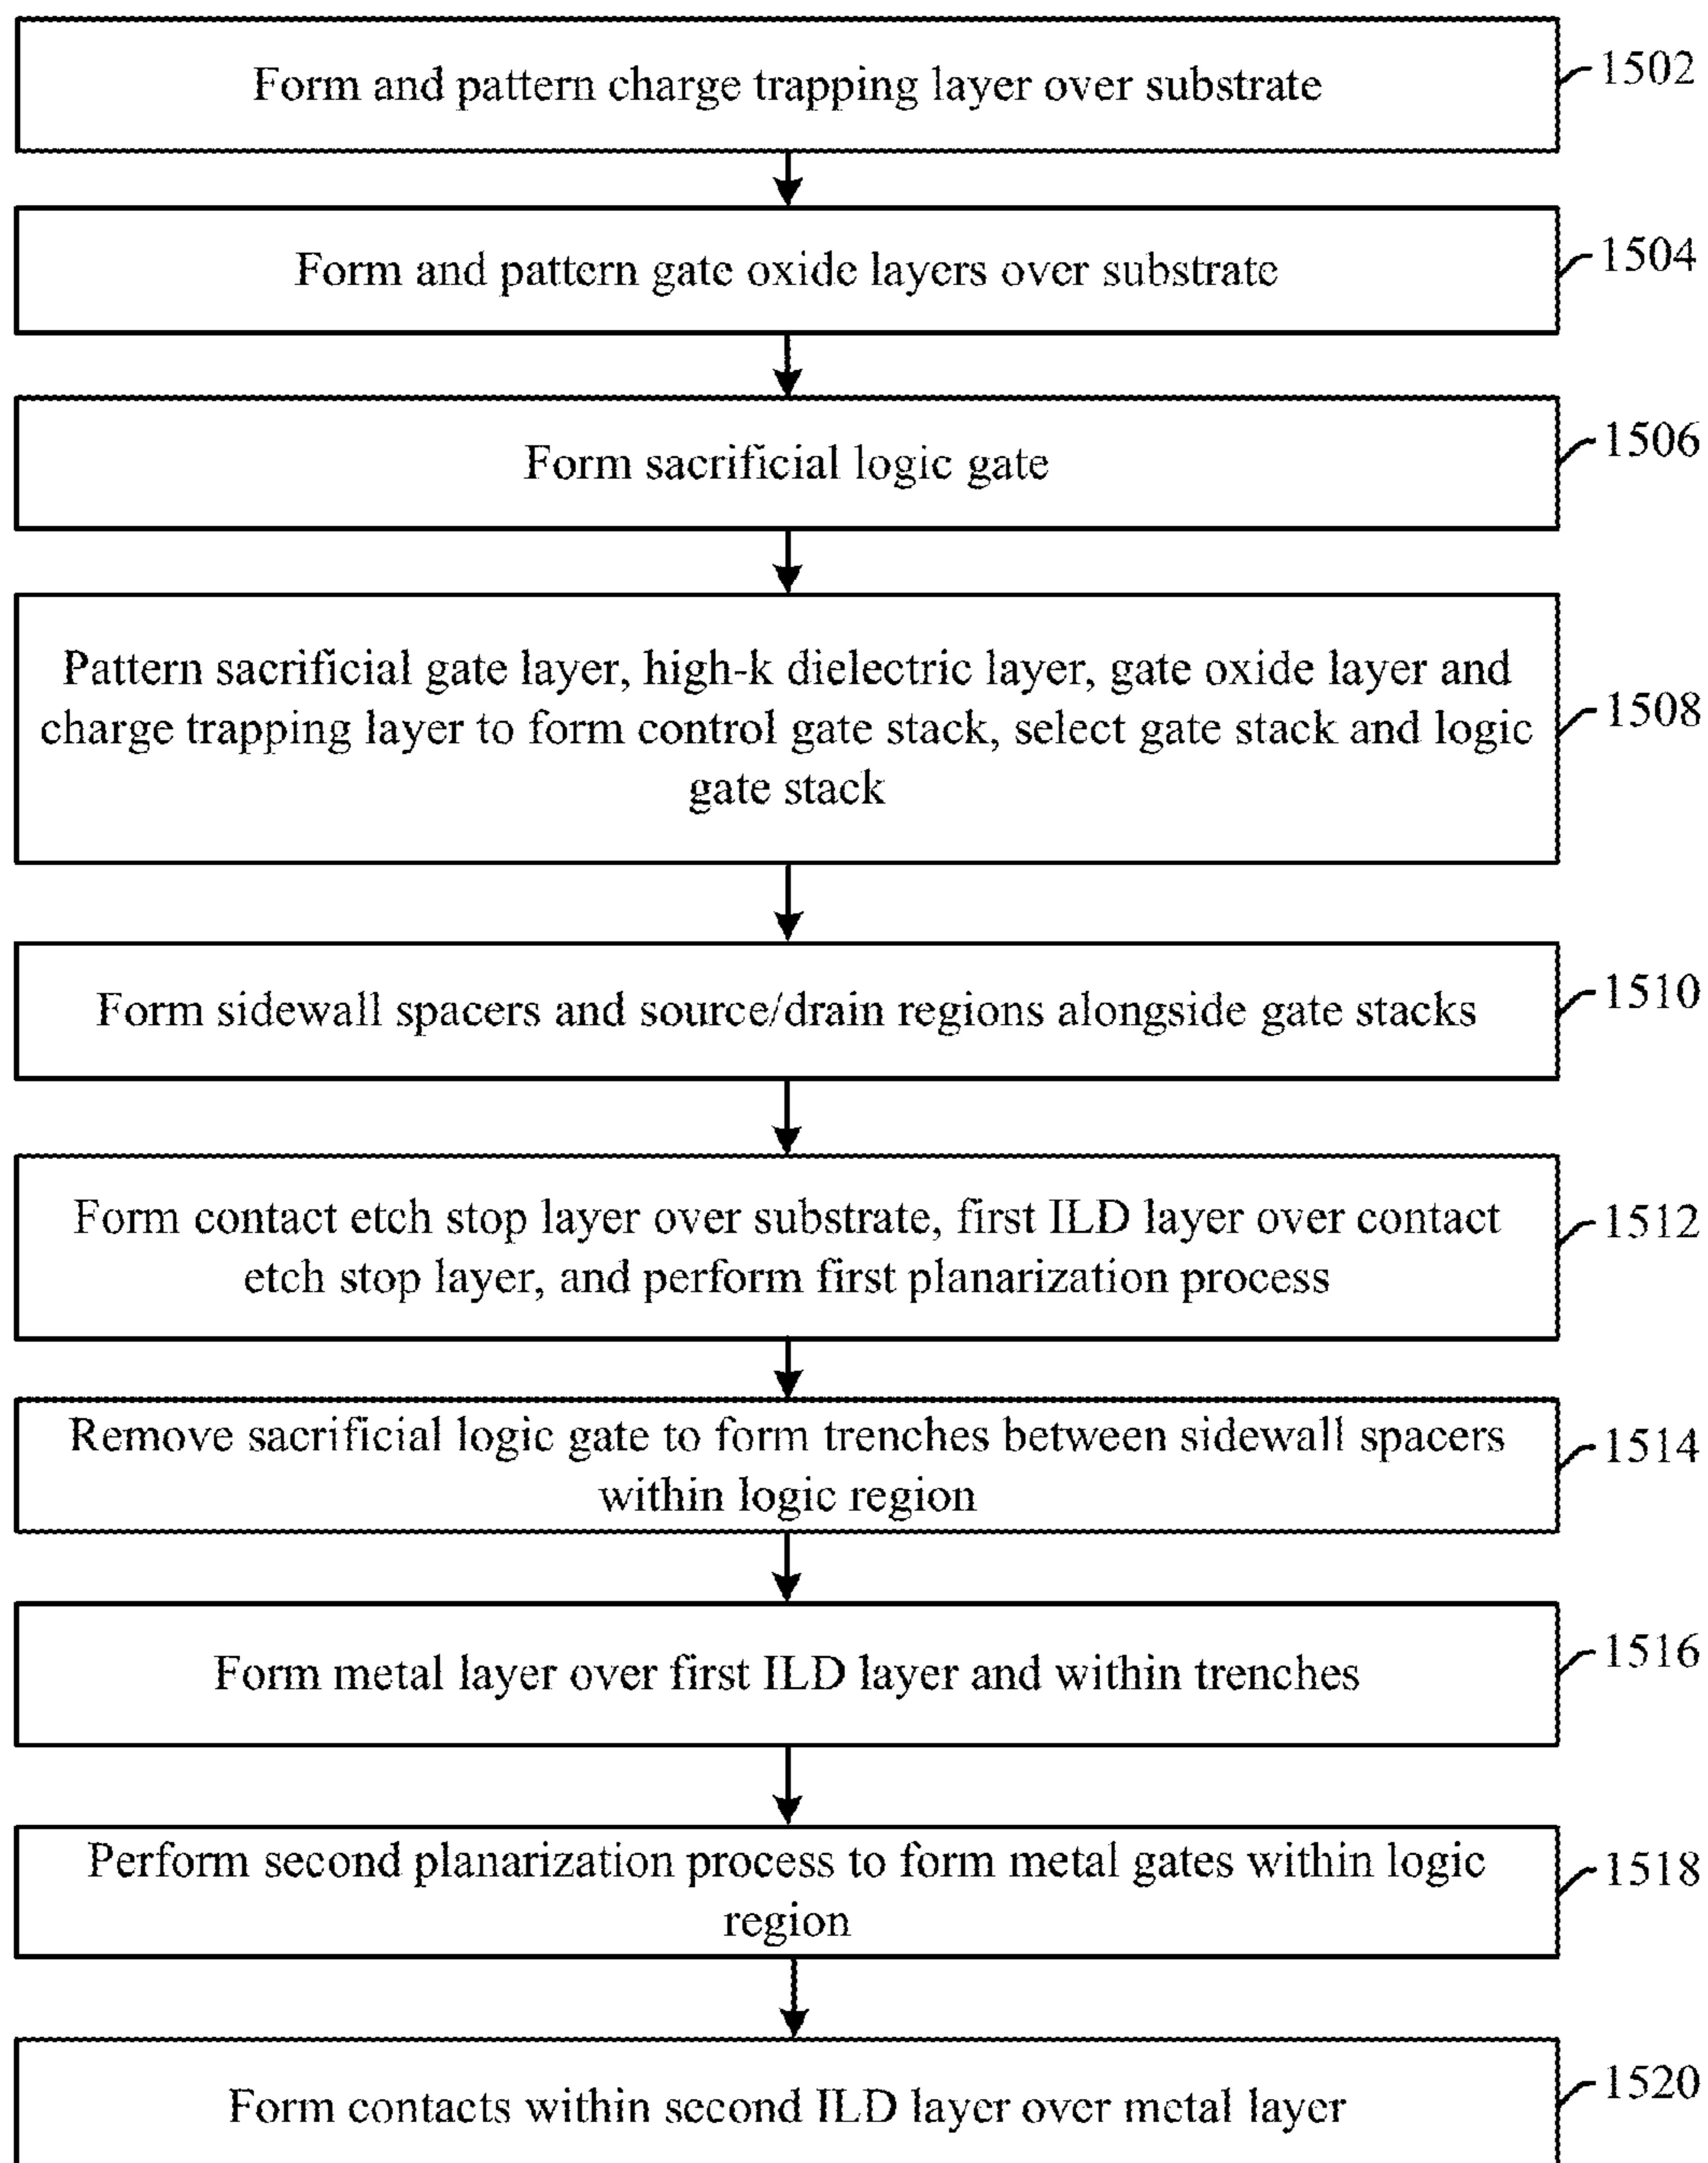 Form and pattern charge trapping layer over substrate
1502
Form and pattern gate oxide layers over substrate
1504
Form sacrificial logic gate
1506
Pattern sacrificial gate layer, high-k dielectric layer, gate oxide layer and
charge trapping layer to form control gate stack, select gate stack and logic
gate stack
1508
Form sidewall spacers and source/drain regions alongside gate stacks
1510
Form contact etch stop layer over substrate, first ILD layer over contact
etch stop layer, and perform first planarization process
1512
Remove sacrificial logic gate to form trenches between sidewall spacers
within logic region
1514
Form metal layer over first ILD layer and within trenches
1516
Perform second planarization process to form metal gates within logic
region
1518
Form contacts within second ILD layer over metal layer
1520